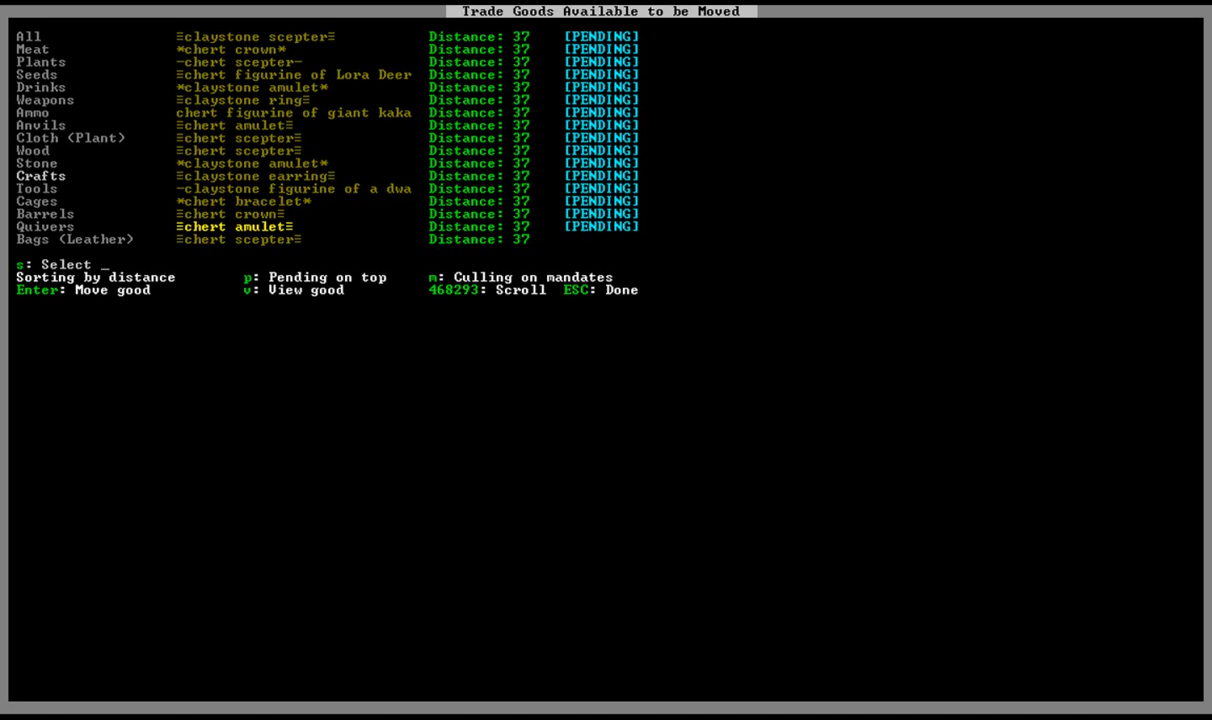 Trade Goods Available to be Moved
All ≡claystone scepter≡ Distance: 37 [PENDING]
Meat *chert crown* Distance: 37 [PENDING]
Plants -chert scepter- Distance: 37 [PENDING]
Seeds ≡chert figurine of Lora Deer Distance: 37 [PENDING]
Drinks *claystone amulet* Distance: 37 [PENDING]
Weapons ≡claystone ring≡ Distance: 37 [PENDING]
Ammo chert figurine of giant kaka Distance: 37 [PENDING]
Anvils ≡chert amulet≡ Distance: 37 [PENDING]
Cloth (Plant) ≡chert scepter≡ Distance: 37 [PENDING]
Wood ≡chert scepter≡ Distance: 37 [PENDING]
Stone *claystone amulet* Distance: 37 [PENDING]
Crafts ≡claystone earring≡ Distance: 37 [PENDING]
Tools -claystone figurine of a dwa Distance: 37 [PENDING]
Cages *chert bracelet* Distance: 37 [PENDING]
Barrels ≡chert crown≡ Distance: 37 [PENDING]
Quivers ≡chert amulet≡ Distance: 37 [PENDING]
Bags (Leather) ≡chert scepter≡ Distance: 37
s: Select _
Sorting by distance p: Pending on top m: Culling on mandates
Enter: Move good v: View good 468293: Scroll ESC: Done